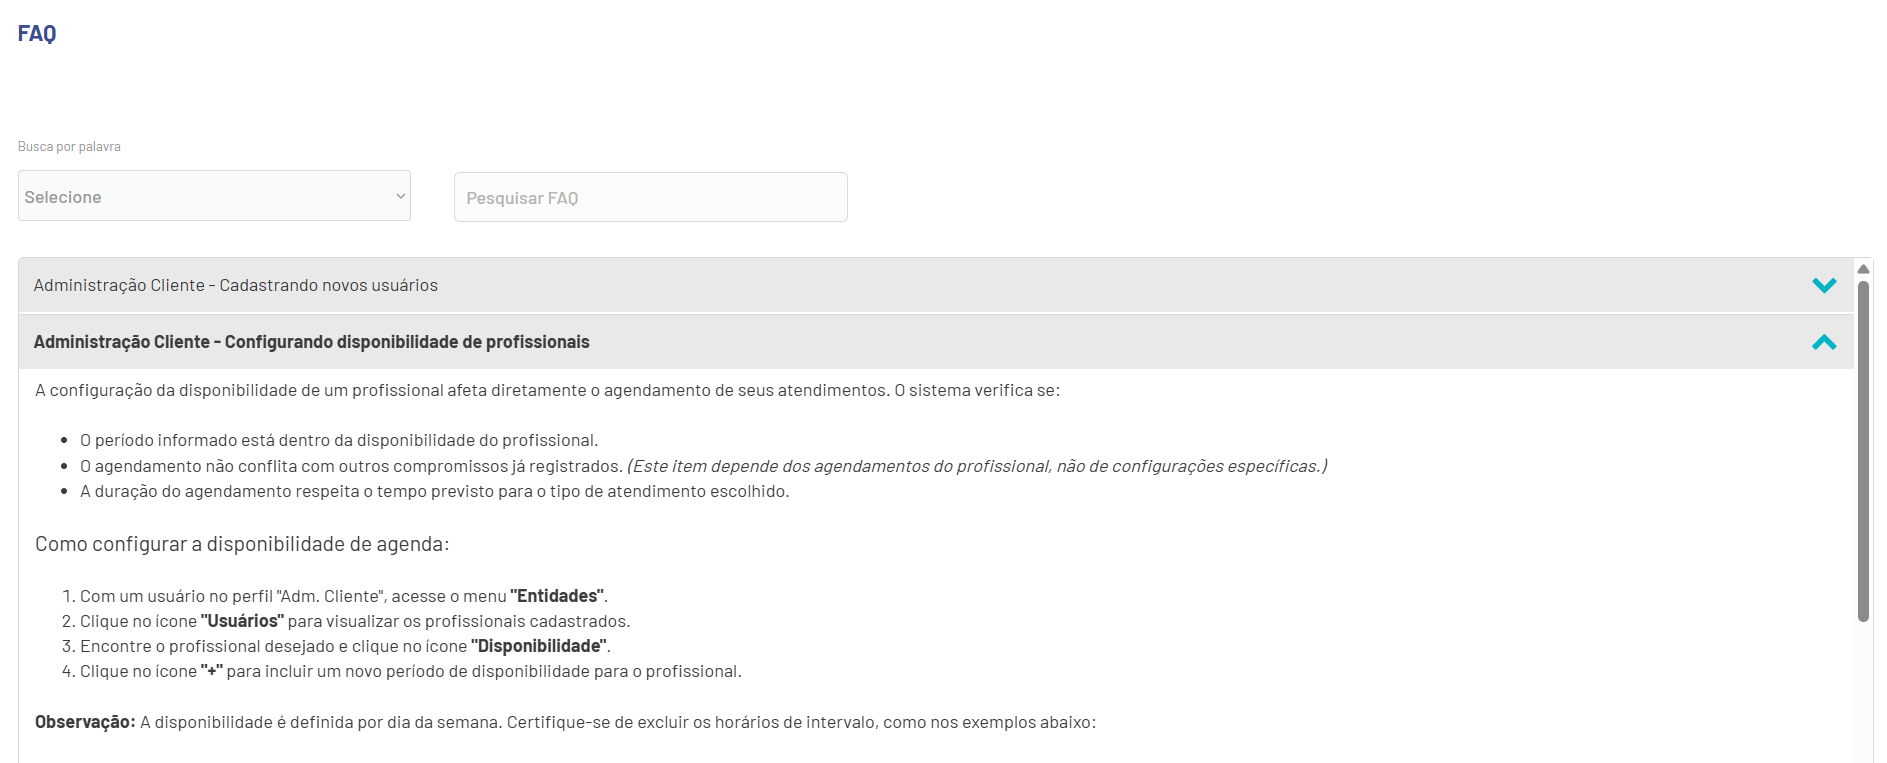 FAQ
Busca por palavra
Selecione
Pesquisar FAQ
Administração Cliente - Cadastrando novos usuários
Administração Cliente - Configurando disponibilidade de profissionais
A configuração da disponibilidade de um profissional afeta diretamente o agendamento de seus atendimentos. O sistema verifica se:
• O período informado está dentro da disponibilidade do profissional.
• O agendamento não conflita com outros compromissos já registrados. (Este item depende dos agendamentos do profissional, não de configurações específicas.)
• A duração do agendamento respeita o tempo previsto para o tipo de atendimento escolhido.
Como configurar a disponibilidade de agenda:
1. Com um usuário no perfil "Adm. Cliente", acesse o menu "Entidades".
2. Clique no ícone "Usuários" para visualizar os profissionais cadastrados.
3. Encontre o profissional desejado e clique no ícone "Disponibilidade".
4. Clique no ícone "+" para incluir um novo período de disponibilidade para o profissional.
Observação: A disponibilidade é definida por dia da semana. Certifique-se de excluir os horários de intervalo, como nos exemplos abaixo: